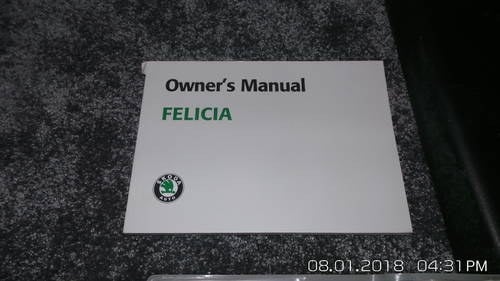 Owner's Manual
FELICIA
ŠKODA
AUTO
08.01.2018 04:31PM